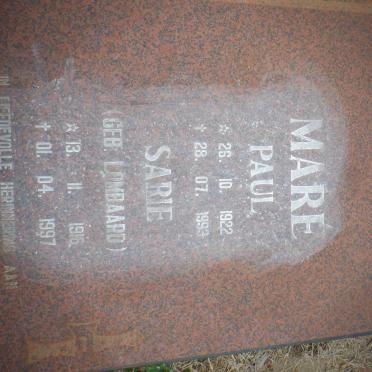 MARÉ
PAUL
☆ 26. 10. 1922
✝ 28. 07. 1993
SARIE
(GEB LOMBAARD)
☆ 13. 11. 1916
✝ 01. 04. 1997
IN LIEFDEVOLLE HERINNERING AAN